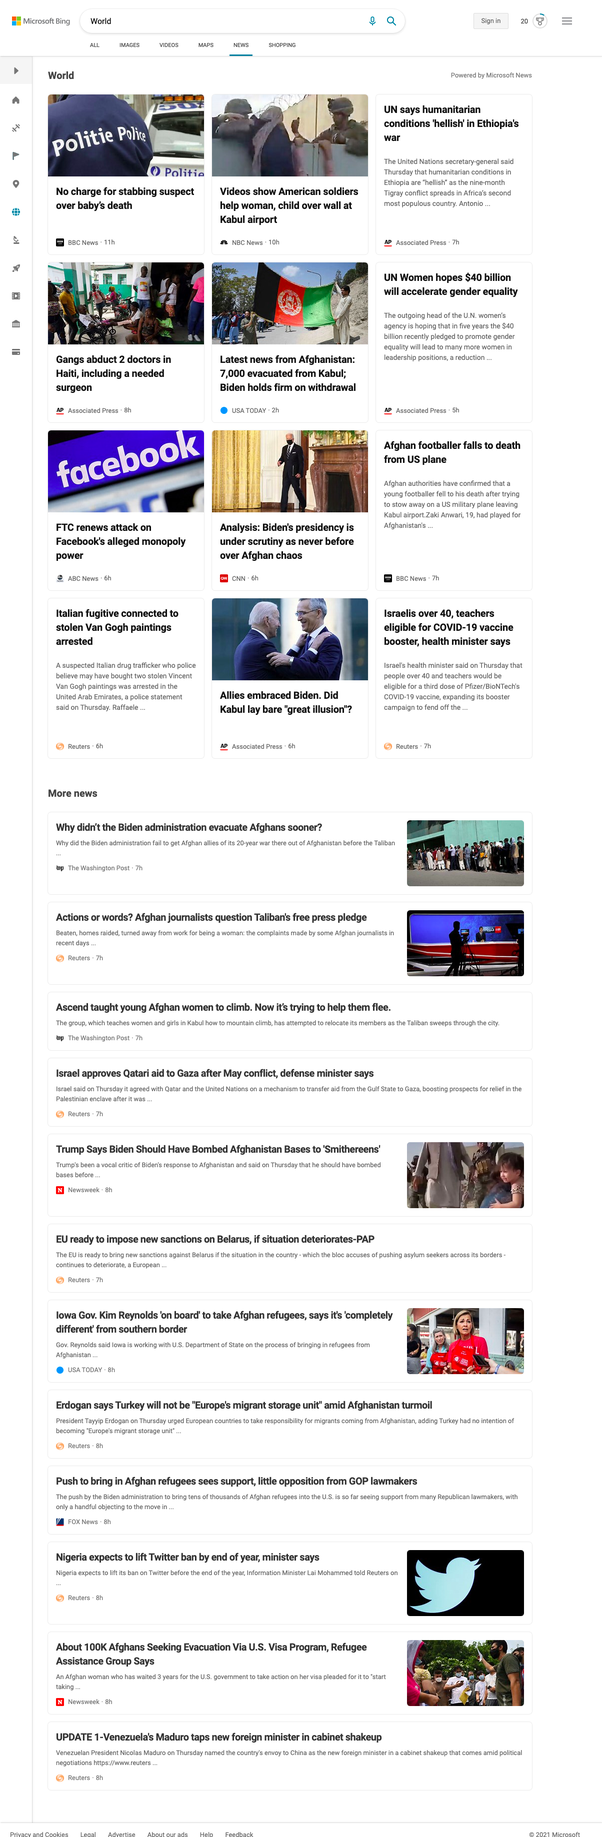 Microsoft Bing
World
Sign in
20
ALL
IMAGES
VIDEOS
MAPS
NEWS
SHOPPING
World
Powered by Microsoft News
Politie Police
Politie
No charge for stabbing suspect
over baby's death
BBC News · 11h
Videos show American soldiers
help woman, child over wall at
Kabul airport
NBC News · 10h
UN says humanitarian
conditions 'hellish' in Ethiopia's
war
The United Nations secretary-general said
Thursday that humanitarian conditions in
Ethiopia are "hellish" as the nine-month
Tigray conflict spreads in Africa's second
most populous country. Antonio ...
AP Associated Press · 7h
Gangs abduct 2 doctors in
Haiti, including a needed
surgeon
AP Associated Press · 8h
Latest news from Afghanistan:
7,000 evacuated from Kabul;
Biden holds firm on withdrawal
USA TODAY · 2h
UN Women hopes $40 billion
will accelerate gender equality
The outgoing head of the U.N. women's
agency is hoping that in five years the $40
billion recently pledged to promote gender
equality will lead to many more women in
leadership positions, a reduction ...
AP Associated Press · 5h
facebook
FTC renews attack on
Facebook's alleged monopoly
power
ABC News · 6h
Analysis: Biden's presidency is
under scrutiny as never before
over Afghan chaos
CNN · 6h
Afghan footballer falls to death
from US plane
Afghan authorities have confirmed that a
young footballer fell to his death after trying
to stow away on a US military plane leaving
Kabul airport.Zaki Anwari, 19, had played for
Afghanistan's ...
BBC News · 7h
Italian fugitive connected to
stolen Van Gogh paintings
arrested
A suspected Italian drug trafficker who police
believe may have bought two stolen Vincent
Van Gogh paintings was arrested in the
United Arab Emirates, a police statement
said on Thursday. Raffaele ...
Reuters · 6h
Allies embraced Biden. Did
Kabul lay bare "great illusion"?
AP Associated Press · 6h
Israelis over 40, teachers
eligible for COVID-19 vaccine
booster, health minister says
Israel's health minister said on Thursday that
people over 40 and teachers would be
eligible for a third dose of Pfizer/BioNTech's
COVID-19 vaccine, expanding its booster
campaign to fend off the ...
Reuters · 7h
More news
Why didn't the Biden administration evacuate Afghans sooner?
Why did the Biden administration fail to get Afghan allies of its 20-year war there out of Afghanistan before the Taliban
...
wp The Washington Post · 7h
Actions or words? Afghan journalists question Taliban's free press pledge
Beaten, homes raided, turned away from work for being a woman: the complaints made by some Afghan journalists in
recent days ...
Reuters · 7h
Ascend taught young Afghan women to climb. Now it's trying to help them flee.
The group, which teaches women and girls in Kabul how to mountain climb, has attempted to relocate its members as the Taliban sweeps through the city.
wp The Washington Post · 7h
Israel approves Qatari aid to Gaza after May conflict, defense minister says
Israel said on Thursday it agreed with Qatar and the United Nations on a mechanism to transfer aid from the Gulf State to Gaza, boosting prospects for relief in the
Palestinian enclave after it was ...
Reuters · 7h
Trump Says Biden Should Have Bombed Afghanistan Bases to 'Smithereens'
Trump's been a vocal critic of Biden's response to Afghanistan and said on Thursday that he should have bombed
bases before ...
N Newsweek · 8h
EU ready to impose new sanctions on Belarus, if situation deteriorates-PAP
The EU is ready to bring new sanctions against Belarus if the situation in the country - which the bloc accuses of pushing asylum seekers across its borders -
continues to deteriorate, a European ...
Reuters · 7h
Iowa Gov. Kim Reynolds 'on board' to take Afghan refugees, says it's 'completely
different' from southern border
Gov. Reynolds said Iowa is working with U.S. Department of State on the process of bringing in refugees from
Afghanistan ...
USA TODAY · 8h
Erdogan says Turkey will not be "Europe's migrant storage unit" amid Afghanistan turmoil
President Tayyip Erdogan on Thursday urged European countries to take responsibility for migrants coming from Afghanistan, adding Turkey had no intention of
becoming "Europe's migrant storage unit" ...
Reuters · 8h
Push to bring in Afghan refugees sees support, little opposition from GOP lawmakers
The push by the Biden administration to bring tens of thousands of Afghan refugees into the U.S. is so far seeing support from many Republican lawmakers, with
only a handful objecting to the move in ...
FOX News · 8h
Nigeria expects to lift Twitter ban by end of year, minister says
Nigeria expects to lift its ban on Twitter before the end of the year, Information Minister Lai Mohammed told Reuters on
...
Reuters · 8h
About 100K Afghans Seeking Evacuation Via U.S. Visa Program, Refugee
Assistance Group Says
An Afghan woman who has waited 3 years for the U.S. government to take action on her visa pleaded for it to "start
taking ...
N Newsweek · 8h
UPDATE 1-Venezuela's Maduro taps new foreign minister in cabinet shakeup
Venezuelan President Nicolas Maduro on Thursday named the country's envoy to China as the new foreign minister in a cabinet shakeup that comes amid political
negotiations https://www.reuters ...
Reuters · 8h
Privacy and Cookies
Legal
Advertise
About our ads
Help
Feedback
© 2021 Microsoft